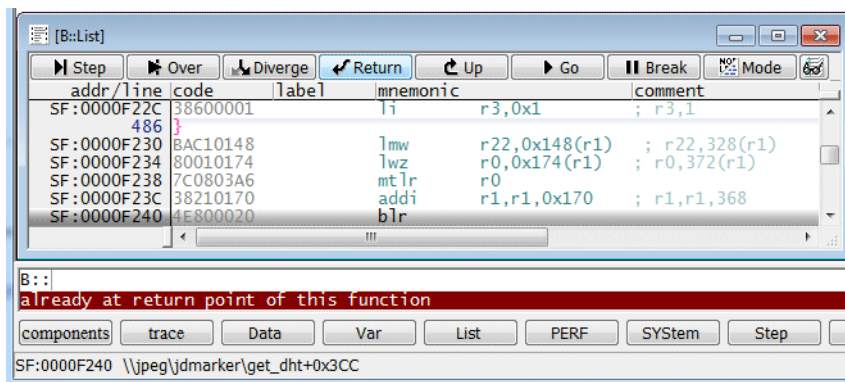 [B::List]
Step Over Diverge Return Up Go Break Mode
addr/line code label mnemonic comment
SF:0000F22C 38600001 li r3,0x1 ; r3,1
486 }
SF:0000F230 BAC10148 lmw r22,0x148(r1) ; r22,328(r1)
SF:0000F234 80010174 lwz r0,0x174(r1) ; r0,372(r1)
SF:0000F238 7C0803A6 mtlr r0
SF:0000F23C 38210170 addi r1,r1,0x170 ; r1,r1,368
SF:0000F240 4E800020 blr
B::
already at return point of this function
components trace Data Var List PERF SYStem Step
SF:0000F240 \\jpeg\jdmarker\get_dht+0x3CC